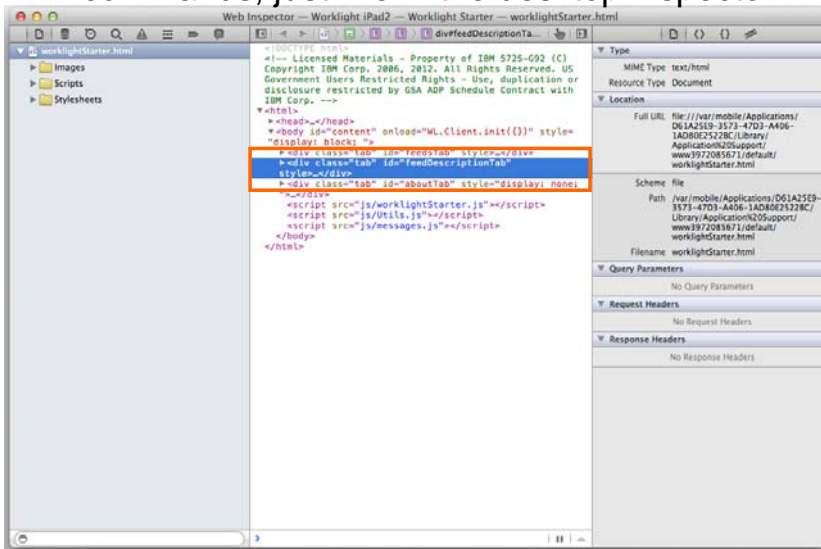 Web Inspector — Worklight iPad2 — Worklight Starter — worklightStarter.html
div#feedDescriptionTa...
worklightStarter.html
Images
Scripts
Stylesheets
<!DOCTYPE html>
<!-- Licensed Materials - Property of IBM 5725-G92 (C)
Copyright IBM Corp. 2006, 2012. All Rights Reserved. US
Government Users Restricted Rights - Use, duplication or
disclosure restricted by GSA ADP Schedule Contract with
IBM Corp. -->
▼<html>
▶<head>…</head>
▼<body id="content" onload="WL.Client.init({})" style=
"display: block; ">
▶<div class="tab" id="feedsTab" style>…</div>
▶<div class="tab" id="feedDescriptionTab"
style>…</div>
▶<div class="tab" id="aboutTab" style="display: none;
">…</div>
<script src="js/worklightStarter.js"></script>
<script src="js/Utils.js"></script>
<script src="js/messages.js"></script>
</body>
</html>
▼ Type
MIME Type text/html
Resource Type Document
▼ Location
Full URL file:///var/mobile/Applications/
D61A25E9-3573-47D3-A406-
1AD80E2522BC/Library/
Application%20Support/
www3972085671/default/
worklightStarter.html
Scheme file
Path /var/mobile/Applications/D61A25E9-
3573-47D3-A406-1AD80E2522BC/
Library/Application%20Support/
www3972085671/default/
worklightStarter.html
Filename worklightStarter.html
▼ Query Parameters
No Query Parameters
▼ Request Headers
No Request Headers
▼ Response Headers
No Response Headers